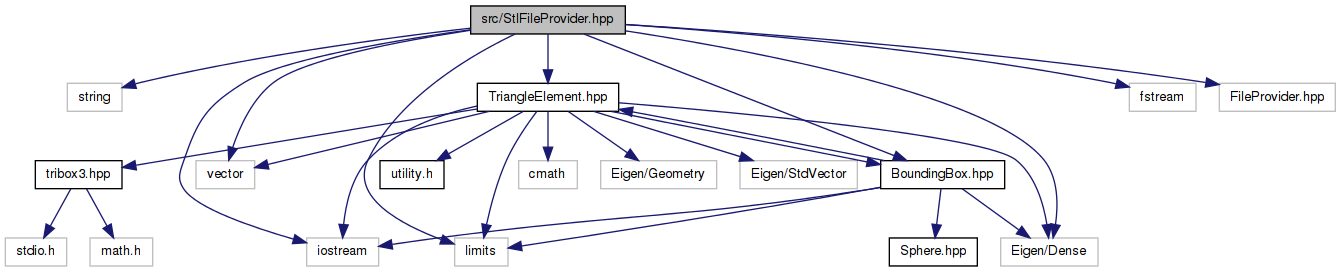 src/StlFileProvider.hpp
string
TriangleElement.hpp
fstream
FileProvider.hpp
tribox3.hpp
vector
utility.h
cmath
Eigen/Geometry
Eigen/StdVector
BoundingBox.hpp
stdio.h
math.h
iostream
limits
Sphere.hpp
Eigen/Dense